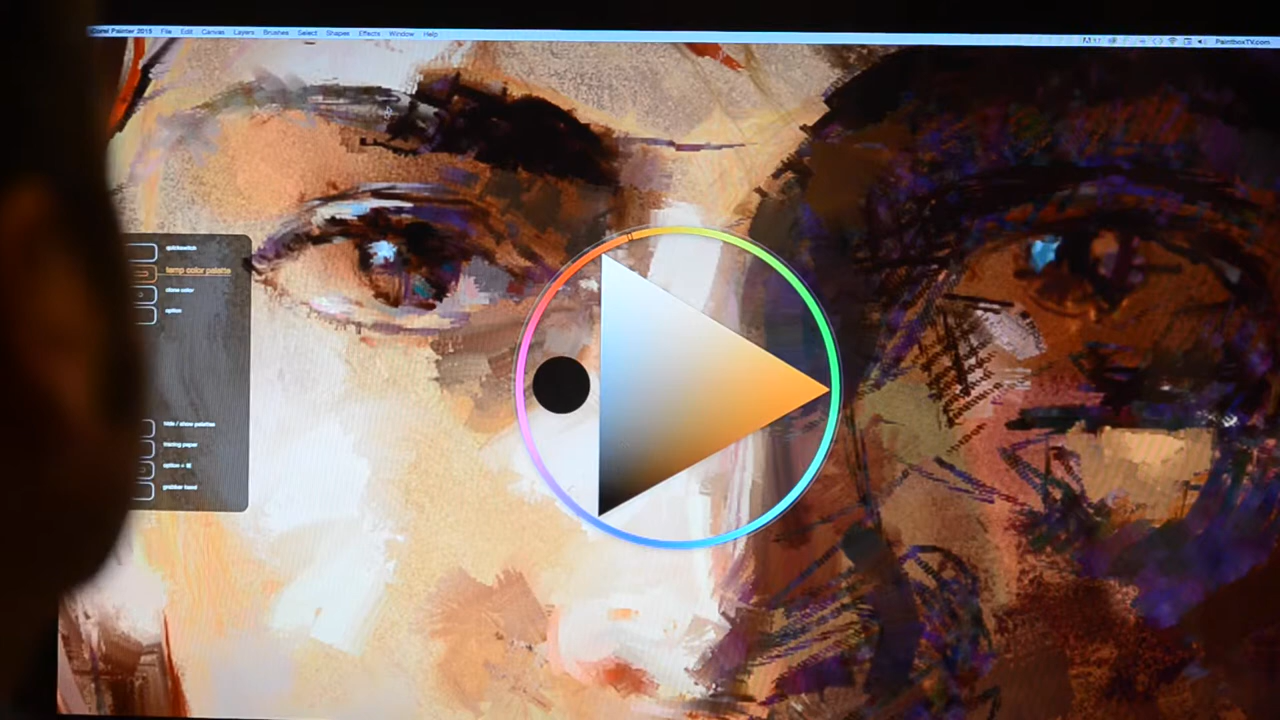 Corel Painter 2015 File Edit Canvas Layers Brushes Select Shapes Effects Window Help
PaintboxTV.com
quickswitch
temp color palette
clone color
option
hide / show palettes
tracing paper
option + ⌘
grabber hand